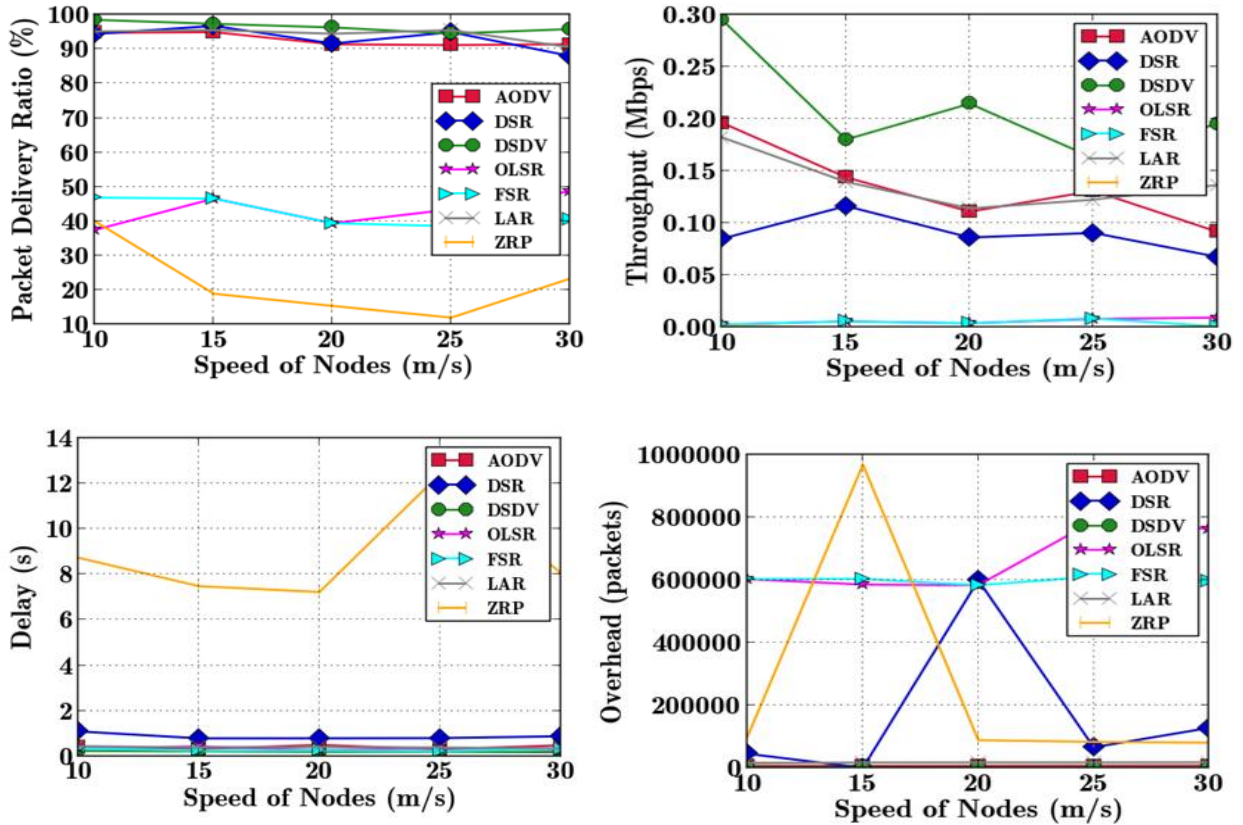 Packet Delivery Ratio (%)
100
90
80
70
60
50
40
30
20
10
10 15 20 25 30
Speed of Nodes (m/s)
AODV
DSR
DSDV
OLSR
FSR
LAR
ZRP
Throughput (Mbps)
0.30
0.25
0.20
0.15
0.10
0.05
0.00
10 15 20 25 30
Speed of Nodes (m/s)
AODV
DSR
DSDV
OLSR
FSR
LAR
ZRP
Delay (s)
14
12
10
8
6
4
2
0
10 15 20 25 30
Speed of Nodes (m/s)
AODV
DSR
DSDV
OLSR
FSR
LAR
ZRP
Overhead (packets)
1000000
800000
600000
400000
200000
0
10 15 20 25 30
Speed of Nodes (m/s)
AODV
DSR
DSDV
OLSR
FSR
LAR
ZRP